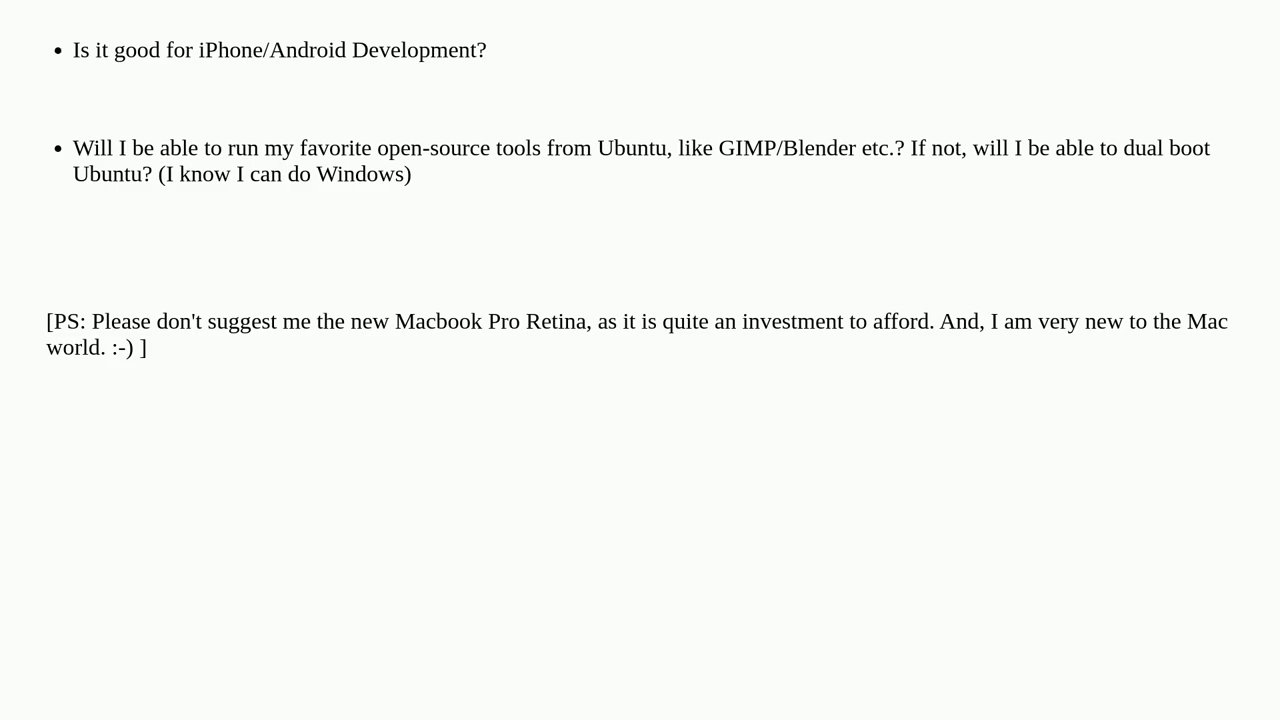 • Is it good for iPhone/Android Development?
• Will I be able to run my favorite open-source tools from Ubuntu, like GIMP/Blender etc.? If not, will I be able to dual boot
Ubuntu? (I know I can do Windows)
[PS: Please don't suggest me the new Macbook Pro Retina, as it is quite an investment to afford. And, I am very new to the Mac
world. :-) ]